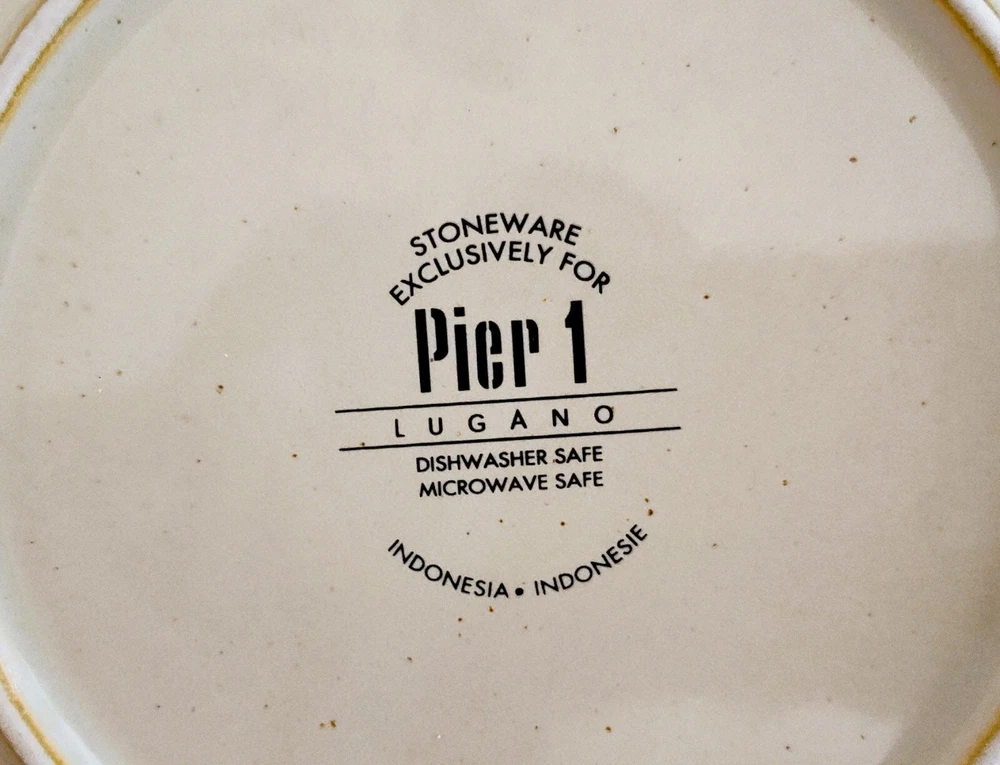 STONEWARE
EXCLUSIVELY FOR
Pier 1
LUGANO
DISHWASHER SAFE
MICROWAVE SAFE
INDONESIA • INDONESIE